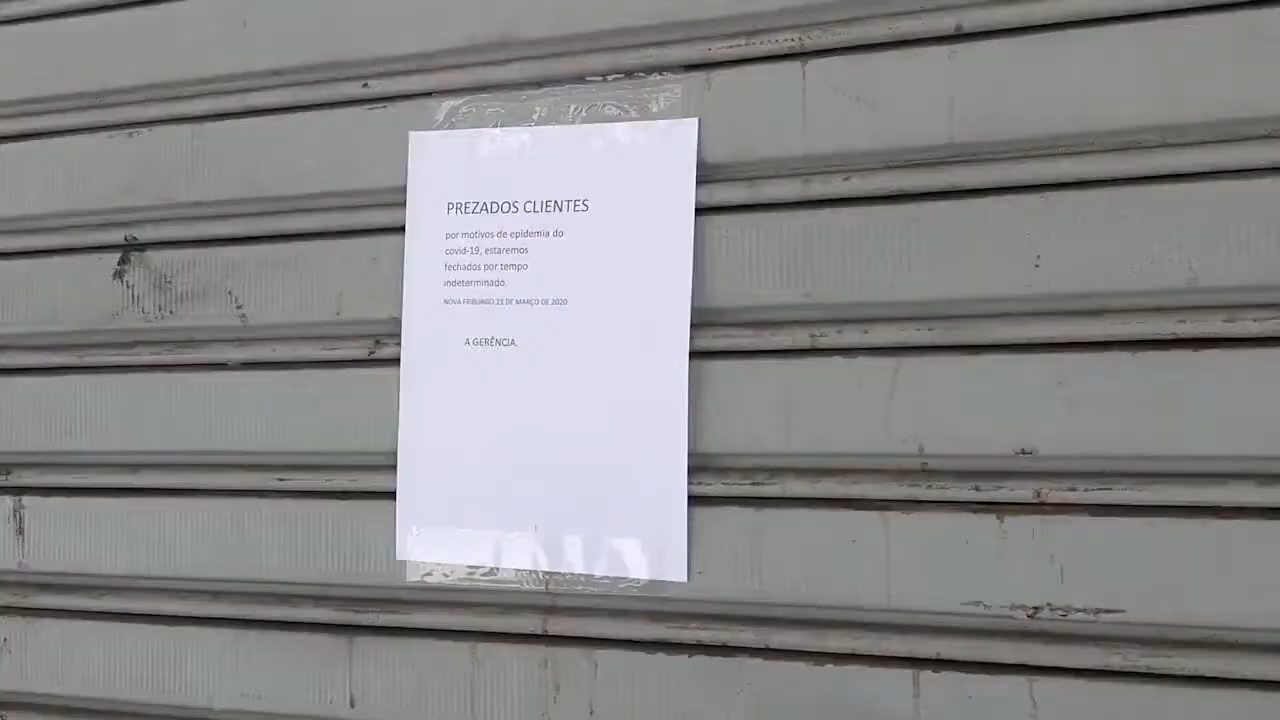 PREZADOS CLIENTES
por motivos de epidemia do
covid-19, estaremos
fechados por tempo
indeterminado.
NOVA FRIBURGO,21 DE MARÇO DE 2020
A GERÊNCIA.